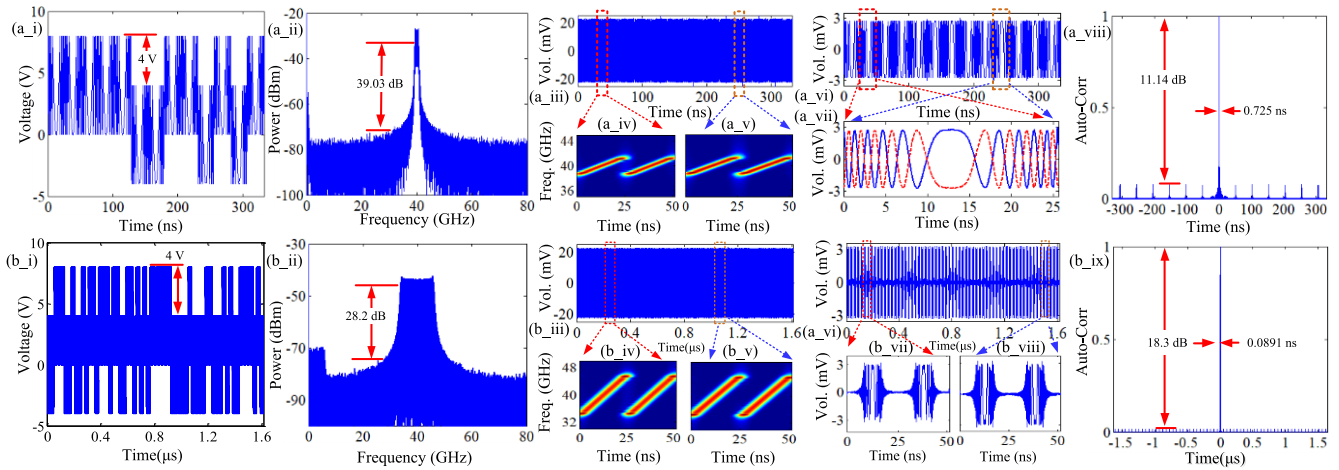 (a_i)
Voltage (V)
10
5
0
-5
4 V
0 100 200 300
Time (ns)
(a_ii)
Power (dBm)
-20
-40
-60
-80
-100
39.03 dB
0 20 40 60 80
Frequency (GHz)
(a_iii)
Vol. (mV)
20
0
-20
0 100 200 300
Time (ns)
(a_iv)
(a_v)
Freq. (GHz)
44
40
36
0 25 50
0 25 50
Time (ns)
(a_vi)
Vol. (mV)
3
0
-3
0 100 200 300
Time (ns)
(a_vii)
Vol. (mV)
3
0
-3
0 5 10 15 20 25
Time (ns)
(a_viii)
Auto-Corr
1
0.5
0
11.14 dB
0.725 ns
-300 -200 -100 0 100 200 300
Time (ns)
(b_i)
Voltage (V)
10
5
0
-5
4 V
0 0.4 0.8 1.2 1.6
Time(μs)
(b_ii)
Power (dBm)
-30
-50
-70
-90
28.2 dB
0 20 40 60 80
Frequency (GHz)
(b_iii)
Vol. (mV)
20
0
-20
0 0.4 0.8 1.2 1.6
Time(μs)
(b_iv)
(b_v)
Freq. (GHz)
45
40
35
30
0 25 50
0 25 50
Time (ns)
(a_vi)
Vol. (mV)
3
0
-3
0 0.4 0.8 1.2 1.6
Time(μs)
(b_vii)
(b_viii)
Vol. (mV)
3
0
-3
0 25 50
0 25 50
Time (ns)
(b_ix)
Auto-Corr
1
0.5
0
18.3 dB
0.0891 ns
-1.5 -1 -0.5 0 0.5 1 1.5
Time(μs)